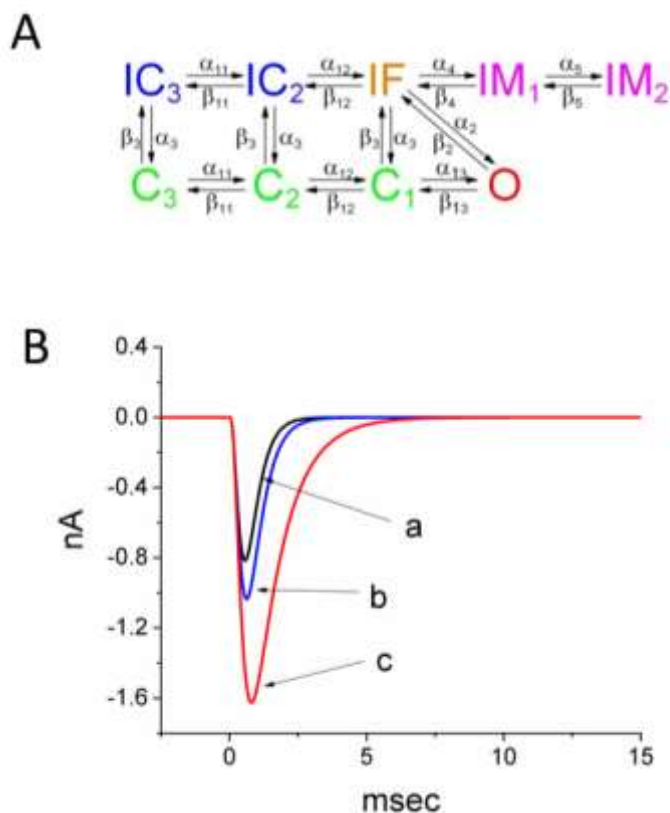 A
α₁₁ α₁₂ α₄ α₅
IC₃ IC₂ IF IM₁ IM₂
β₁₁ β₁₂ β₄ β₅
β₃ α₃ β₃ α₃ β₃ α₃ β₂ α₂
α₁₁ α₁₂ α₁₃
C₃ C₂ C₁ O
β₁₁ β₁₂ β₁₃
B
0.4
0.0
-0.4
-0.8
-1.2
-1.6
nA
a
b
c
0 5 10 15
msec